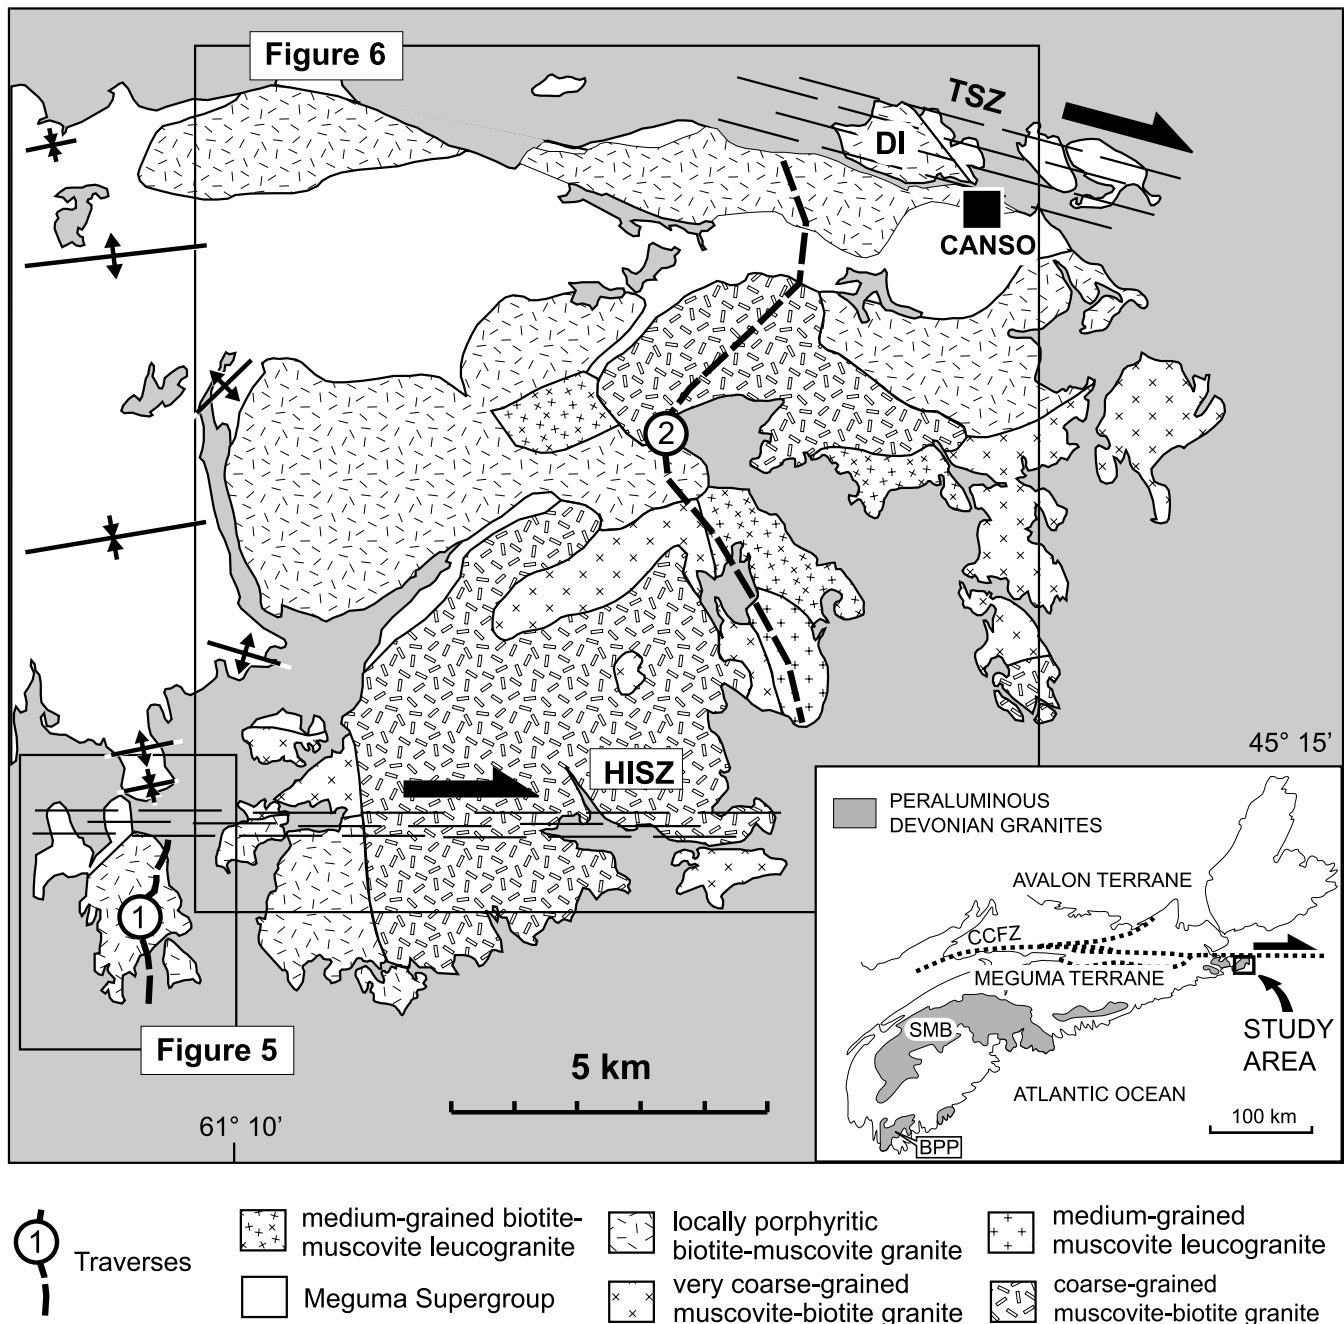 Figure 6
TSZ
DI
CANSO
2
HISZ
1
Figure 5
5 km
61° 10’
45° 15’
PERALUMINOUS
DEVONIAN GRANITES
AVALON TERRANE
CCFZ
MEGUMA TERRANE
SMB
STUDY
AREA
ATLANTIC OCEAN
100 km
BPP
1
Traverses
medium-grained biotite-
muscovite leucogranite
Meguma Supergroup
locally porphyritic
biotite-muscovite granite
very coarse-grained
muscovite-biotite granite
medium-grained
muscovite leucogranite
coarse-grained
muscovite-biotite granite